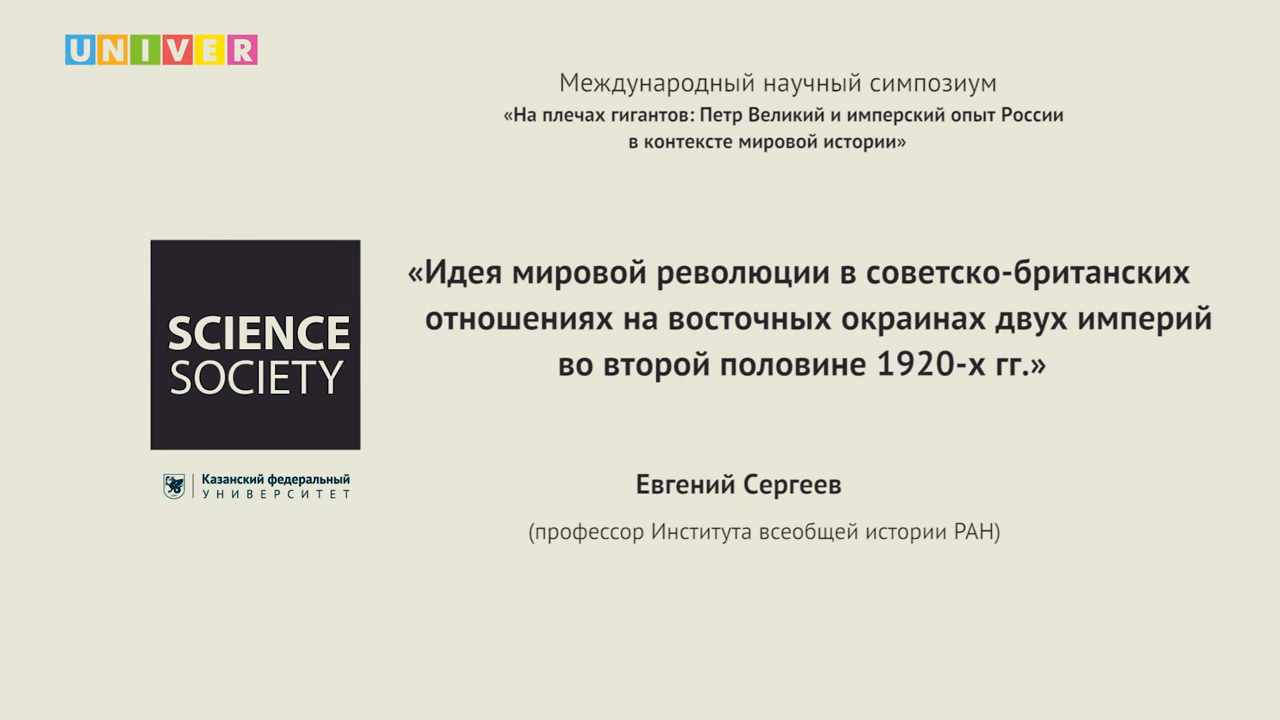 UNIVER
Международный научный симпозиум
«На плечах гигантов: Петр Великий и имперский опыт России
в контексте мировой истории»
SCIENCE
SOCIETY
«Идея мировой революции в советско-британских
отношениях на восточных окраинах двух империй
во второй половине 1920-х гг.»
Казанский федеральный
УНИВЕРСИТЕТ
Евгений Сергеев
(профессор Института всеобщей истории РАН)